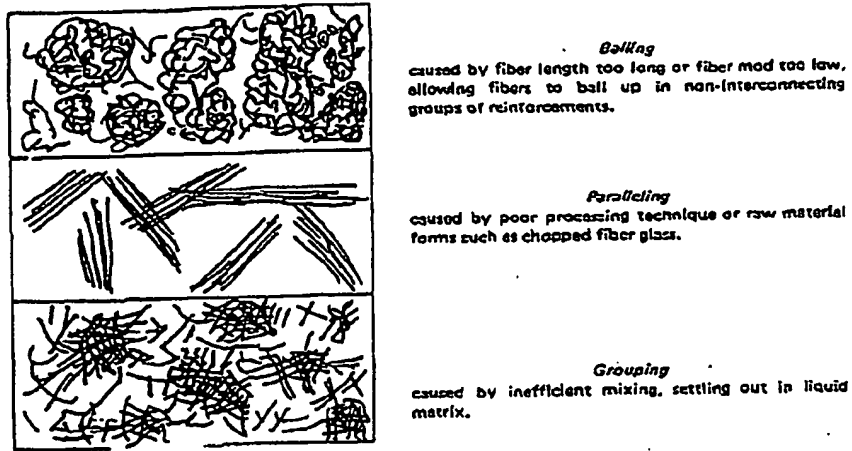 Balling
caused by fiber length too long or fiber mod too low,
allowing fibers to ball up in non-interconnecting
groups of reinforcements.
Paralleling
caused by poor processing technique or raw material
forms such as chopped fiber glass.
Grouping
caused by inefficient mixing, settling out in liquid
matrix.